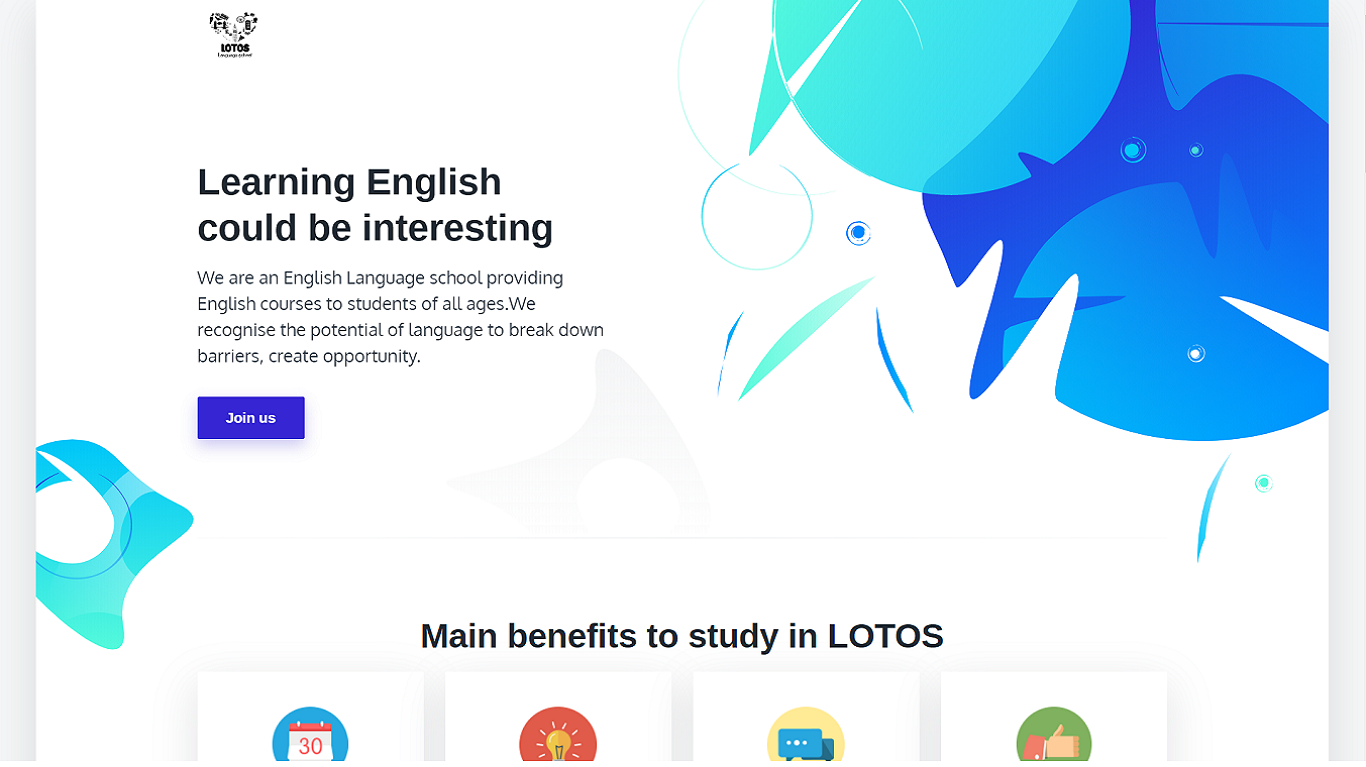 LOTOS
Language school
Learning English
could be interesting
We are an English Language school providing
English courses to students of all ages.We
recognise the potential of language to break down
barriers, create opportunity.
Join us
Main benefits to study in LOTOS
30